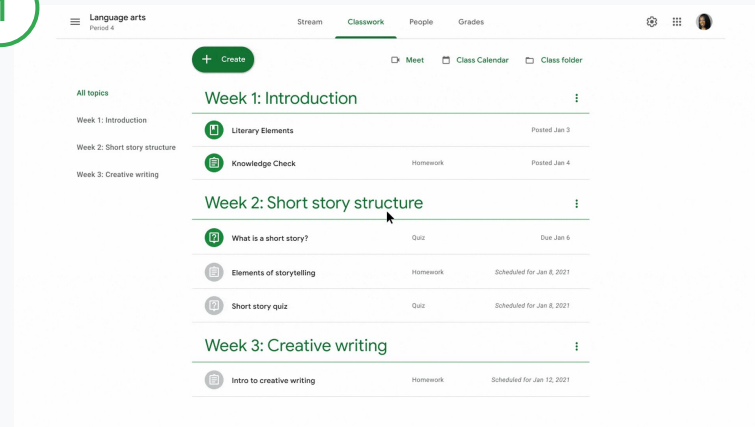 1
Language arts
Period 4
Stream Classwork People Grades
Create
Meet Class Calendar Class folder
All topics
Week 1: Introduction
Week 2: Short story structure
Week 3: Creative writing
Week 1: Introduction
Literary Elements Posted Jan 3
Knowledge Check Homework Posted Jan 4
Week 2: Short story structure
What is a short story? Quiz Due Jan 6
Elements of storytelling Homework Scheduled for Jan 8, 2021
Short story quiz Quiz Scheduled for Jan 8, 2021
Week 3: Creative writing
Intro to creative writing Homework Scheduled for Jan 12, 2021